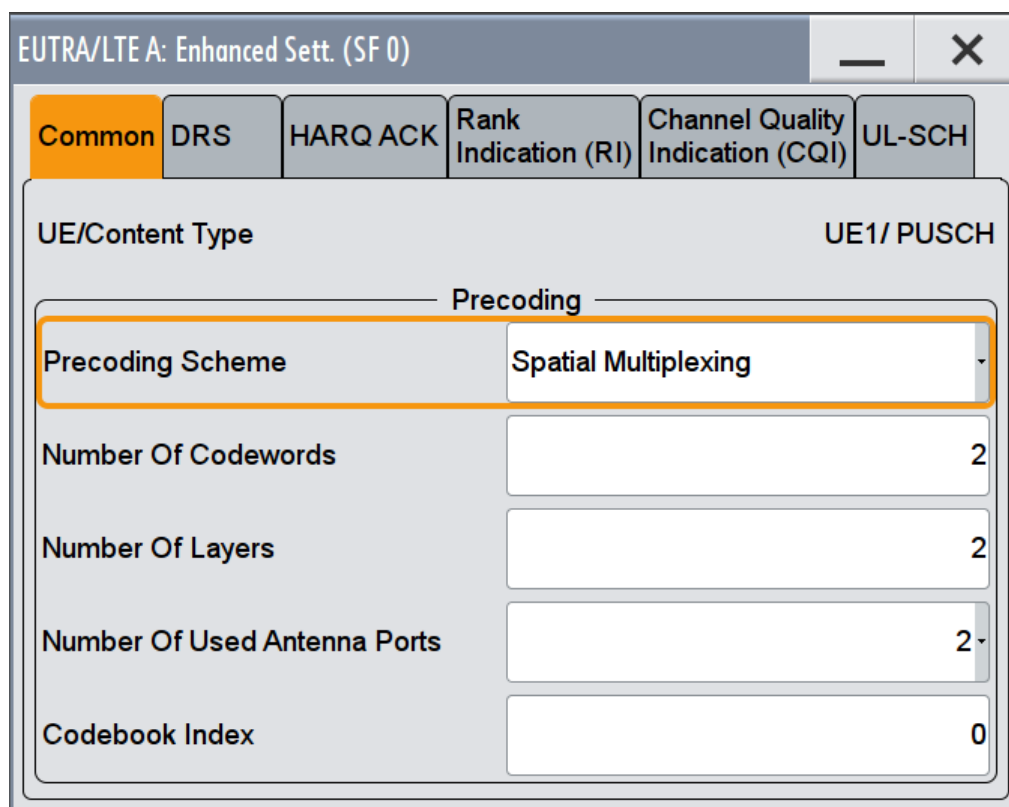 EUTRA/LTE A: Enhanced Sett. (SF 0)
Common
DRS
HARQ ACK
Rank
Indication (RI)
Channel Quality
Indication (CQI)
UL-SCH
UE/Content Type UE1/ PUSCH
Precoding
Precoding Scheme Spatial Multiplexing
Number Of Codewords 2
Number Of Layers 2
Number Of Used Antenna Ports 2
Codebook Index 0